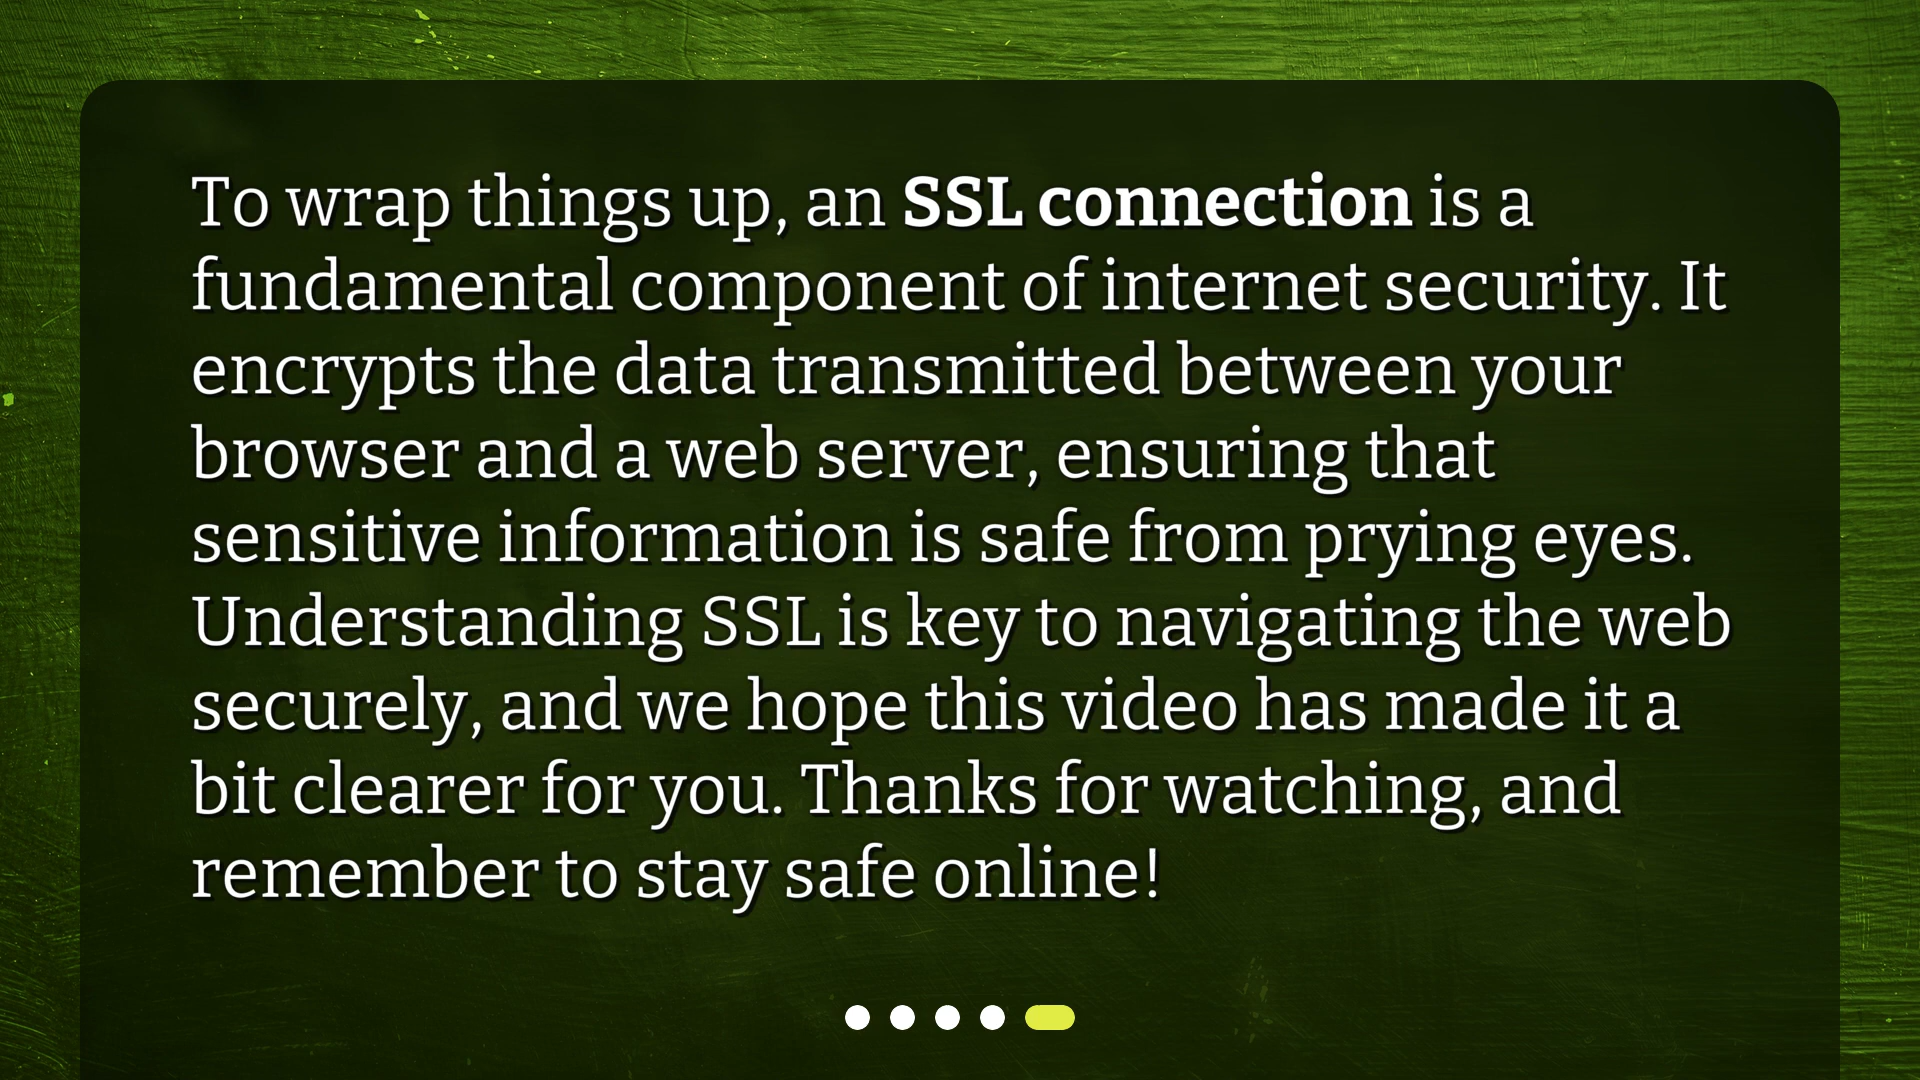 To wrap things up, an SSL connection is a
fundamental component of internet security. It
encrypts the data transmitted between your
browser and a web server, ensuring that
sensitive information is safe from prying eyes.
Understanding SSL is key to navigating the web
securely, and we hope this video has made it a
bit clearer for you. Thanks for watching, and
remember to stay safe online!